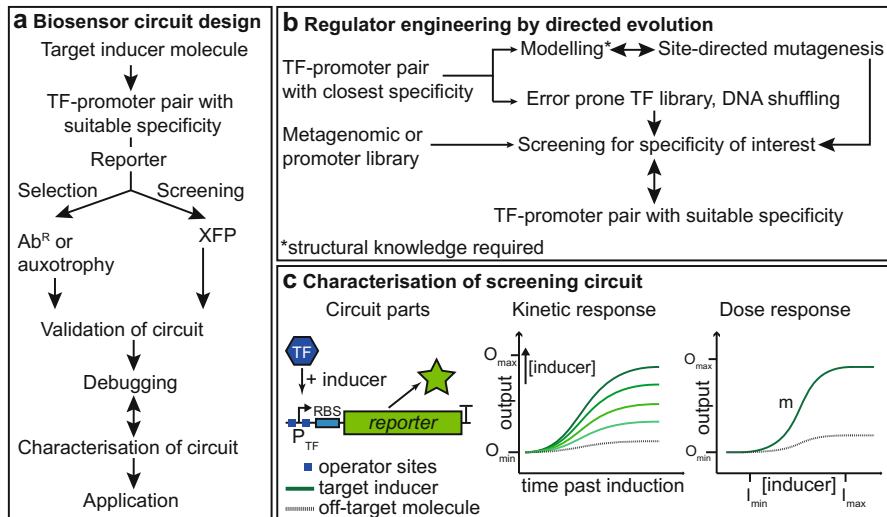 a Biosensor circuit design
Target inducer molecule
TF-promoter pair with
suitable specificity
Reporter
Selection
Screening
Ab^R or
auxotrophy
XFP
Validation of circuit
Debugging
Characterisation of circuit
Application
b Regulator engineering by directed evolution
TF-promoter pair
with closest specificity
Modelling*
Site-directed mutagenesis
Error prone TF library, DNA shuffling
Metagenomic or
promoter library
Screening for specificity of interest
TF-promoter pair with suitable specificity
*structural knowledge required
c Characterisation of screening circuit
Circuit parts
TF
+ inducer
RBS
reporter
P_TF
operator sites
target inducer
off-target molecule
Kinetic response
O_max
[inducer]
output
O_min
time past induction
Dose response
O_max
output
m
O_min
I_min
[inducer]
I_max